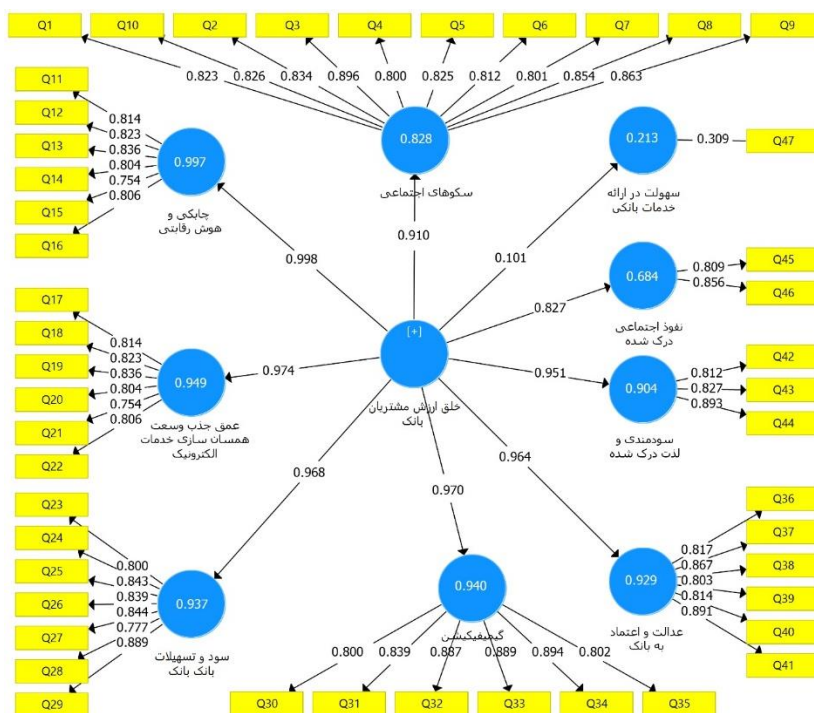 Q1 Q10 Q2 Q3 Q4 Q5 Q6 Q7 Q8 Q9
0.823 0.826 0.834 0.896 0.800 0.825 0.812 0.801 0.854 0.863
0.828
سکوهای اجتماعی
0.910
Q11
Q12
Q13
Q14
Q15
Q16
0.814
0.823
0.836
0.804
0.754
0.806
0.997
چابکی و
هوش رقابتی
0.998
0.213
0.309
Q47
سهولت در ارائه
خدمات بانکی
0.101
0.684
0.809
0.856
Q45
Q46
نفوذ اجتماعی
درک شده
0.827
[+]
خلق ارزش مشتریان
بانک
Q17
Q18
Q19
Q20
Q21
Q22
0.814
0.823
0.836
0.804
0.754
0.806
0.949
عمق جذب وسعت
همسان سازی خدمات
الکترونیک
0.974
0.951
0.904
0.812
0.827
0.893
Q42
Q43
Q44
سودمندی و
لذت درک شده
0.968
0.970
0.964
Q23
Q24
Q25
Q26
Q27
Q28
Q29
0.800
0.843
0.839
0.844
0.777
0.889
0.937
سود و تسهیلات
بانک بانک
0.940
گیمیفیکیشن
0.800 0.839 0.887 0.889 0.894 0.802
Q30 Q31 Q32 Q33 Q34 Q35
0.929
0.817
0.867
0.803
0.814
0.891
Q36
Q37
Q38
Q39
Q40
Q41
عدالت و اعتماد
به بانک